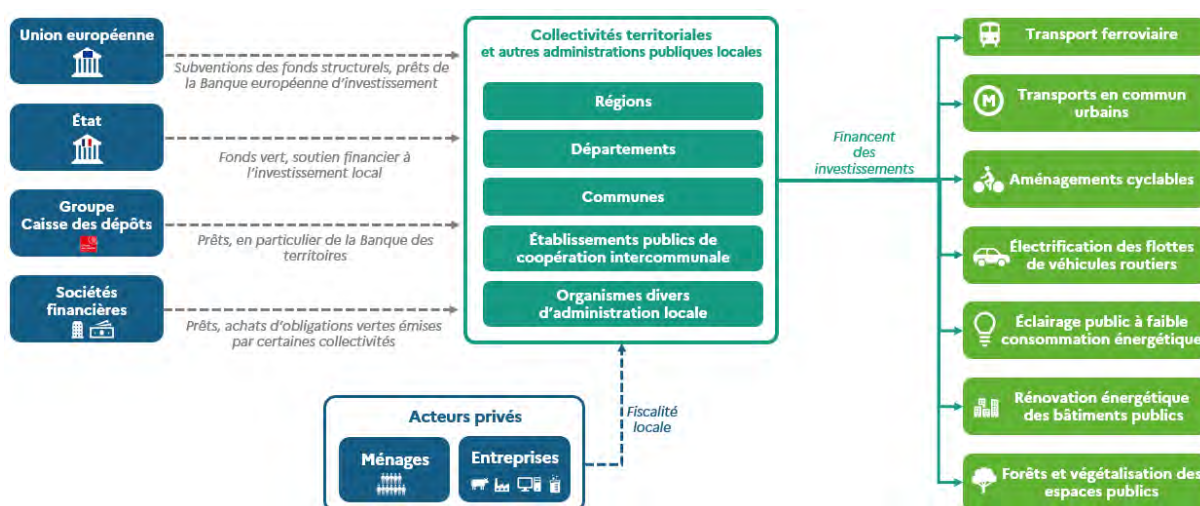 Union européenne
Subventions des fonds structurels, prêts de
la Banque européenne d'investissement
État
Fonds vert, soutien financier à
l'investissement local
Groupe
Caisse des dépôts
Prêts, en particulier de la Banque des
territoires
Sociétés
financières
Prêts, achats d'obligations vertes émises
par certaines collectivités
Collectivités territoriales
et autres administrations publiques locales
Régions
Départements
Communes
Établissements publics de
coopération intercommunale
Organismes divers
d'administration locale
Acteurs privés
Ménages
Entreprises
Fiscalité
locale
Financent
des
investissements
Transport ferroviaire
M
Transports en commun
urbains
Aménagements cyclables
Électrification des flottes
de véhicules routiers
Éclairage public à faible
consommation énergétique
Rénovation énergétique
des bâtiments publics
Forêts et végétalisation des
espaces publics